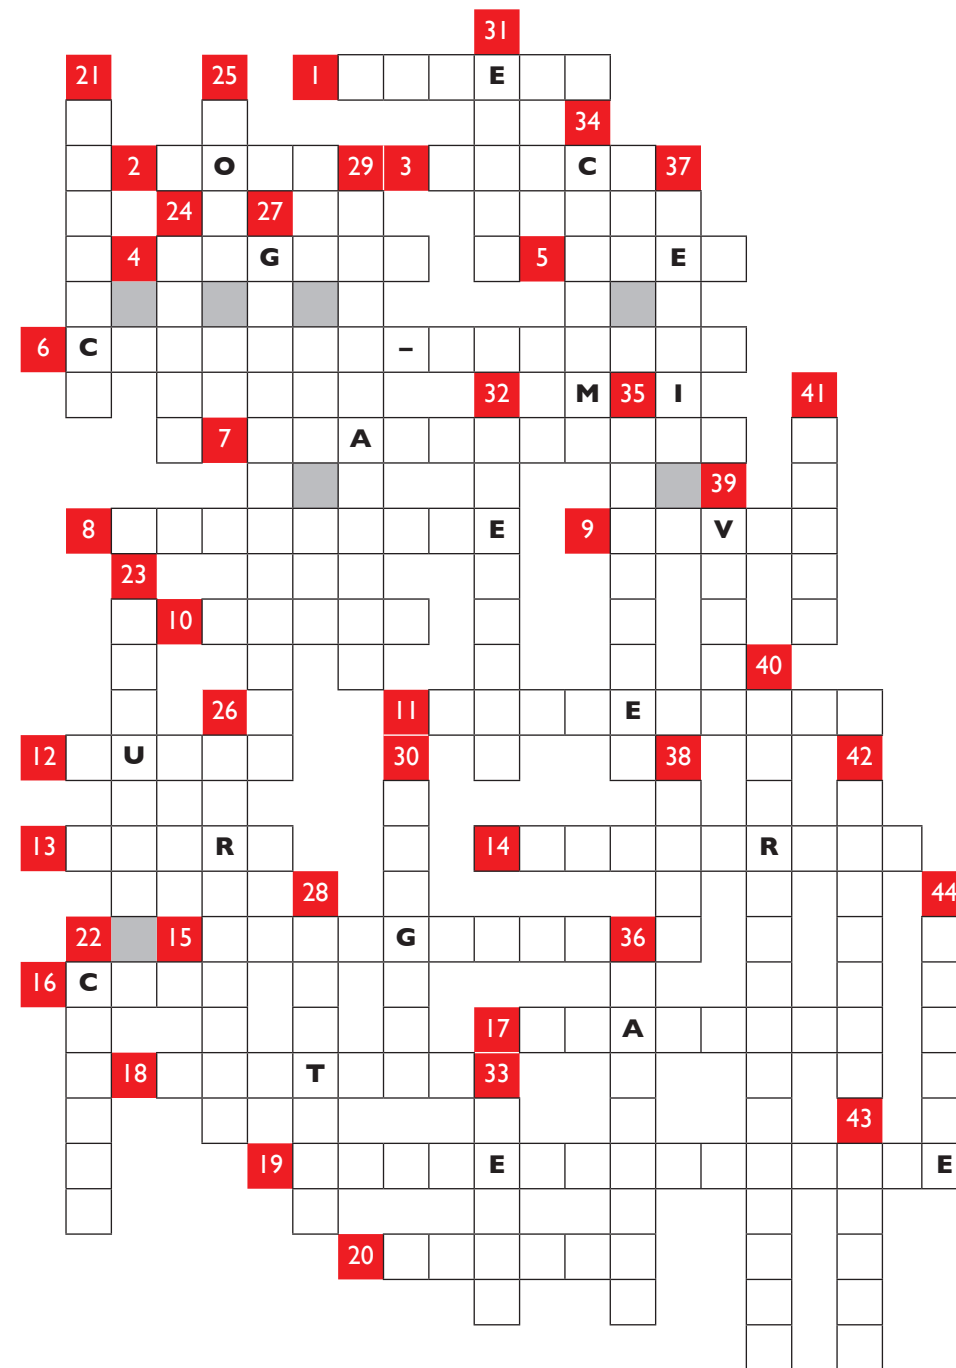 31
21 25 1 E
34
2 O 29 3 C 37
24 27
4 G 5 E
6 C –
32 M 35 I 41
7 A
39
8 E 9 V
23
10
40
26 11 E
12 U 30 38 42
13 R 14 R
28 44
22 15 G 36
16 C
17 A
18 T 33
43
19 E E
20